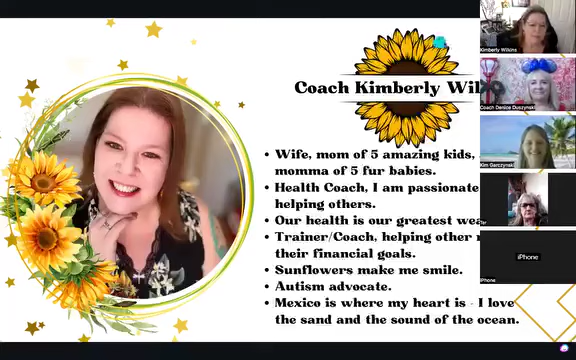 Coach Kimberly Wil
Wife, mom of 5 amazing kids,
momma of 5 fur babies.
Health Coach, I am passionate
helping others.
Our health is our greatest wea
Trainer/Coach, helping other
their financial goals.
Sunflowers make me smile.
Autism advocate.
Mexico is where my heart is - I love
the sand and the sound of the ocean.
Kimberly Wilkins
Coach Denice Duszynski
Kim Garczynski
iPhone
iPhone